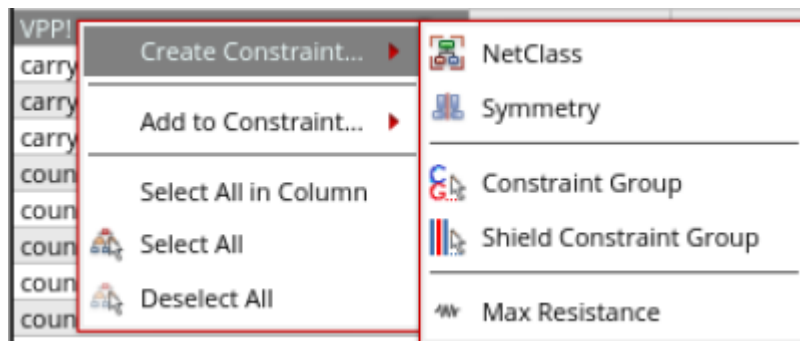 VPP!
carry
carry
carry
coun
coun
coun
coun
coun
Create Constraint...
Add to Constraint...
Select All in Column
Select All
Deselect All
NetClass
Symmetry
CG Constraint Group
Shield Constraint Group
Max Resistance